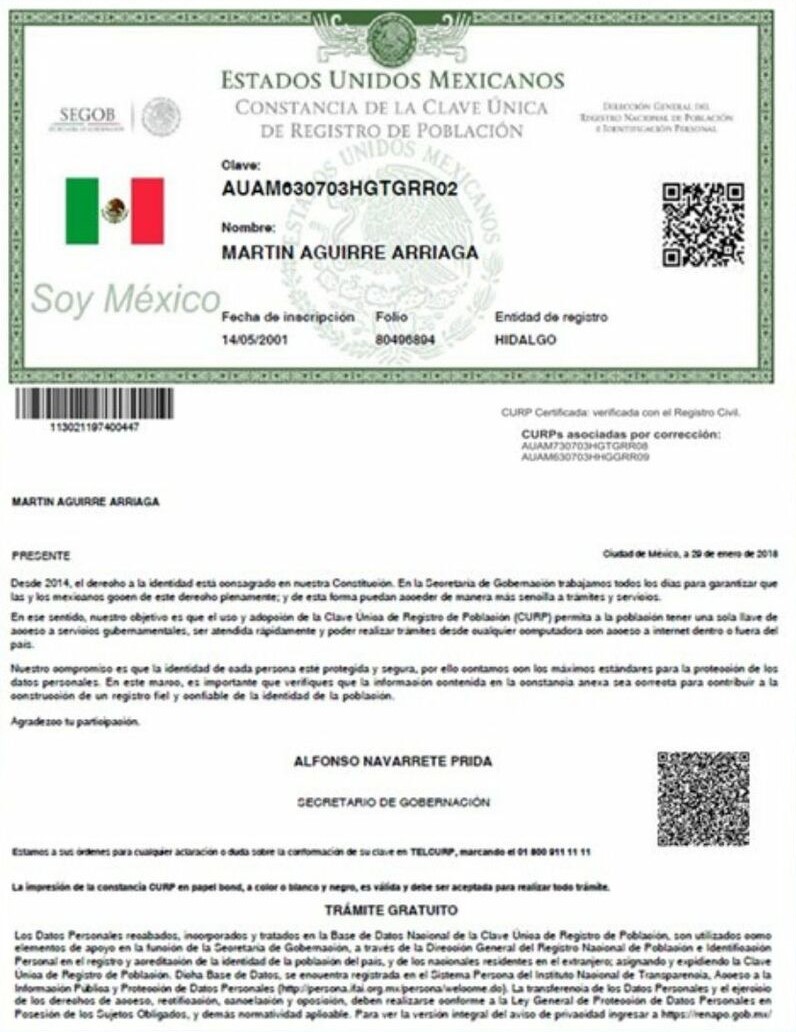 ESTADOS UNIDOS MEXICANOS
CONSTANCIA DE LA CLAVE ÚNICA
DE REGISTRO DE POBLACIÓN
SEGOB
DIRECCIÓN GENERAL DEL
REGISTRO NACIONAL DE POBLACIÓN
E IDENTIFICACIÓN PERSONAL
ESTADOS UNIDOS MEXICANOS
Clave:
AUAM630703HGTGRR02
Nombre:
MARTIN AGUIRRE ARRIAGA
Soy México
Fecha de inscripción Folio Entidad de registro
14/05/2001 80496894 HIDALGO
113021197400447
CURP Certificada: verificada con el Registro Civil.
CURPs asociadas por corrección:
AUAM730703HGTGRR08
AUAM630703HHGGRR09
MARTIN AGUIRRE ARRIAGA
PRESENTE
Ciudad de México, a 29 de enero de 2018
Desde 2014, el derecho a la identidad está consagrado en nuestra Constitución. En la Secretaría de Gobernación trabajamos todos los días para garantizar que
las y los mexicanos gocen de este derecho plenamente; y de esta forma puedan acceder de manera más sencilla a trámites y servicios.
En ese sentido, nuestro objetivo es que el uso y adopción de la Clave Única de Registro de Población (CURP) permita a la población tener una sola llave de
acceso a servicios gubernamentales, ser atendida rápidamente y poder realizar trámites desde cualquier computadora con acceso a internet dentro o fuera del
país.
Nuestro compromiso es que la identidad de cada persona esté protegida y segura, por ello contamos con los máximos estándares para la protección de los
datos personales. En este marco, es importante que verifiques que la información contenida en la constancia anexa sea correcta para contribuir a la
construcción de un registro fiel y confiable de la identidad de la población.
Agradezco tu participación.
ALFONSO NAVARRETE PRIDA
SECRETARIO DE GOBERNACIÓN
Estamos a sus órdenes para cualquier aclaración o duda sobre la conformación de su clave en TELCURP, marcando el 01 800 911 11 11
La impresión de la constancia CURP en papel bond, a color o blanco y negro, es válida y debe ser aceptada para realizar todo trámite.
TRÁMITE GRATUITO
Los Datos Personales recabados, incorporados y tratados en la Base de Datos Nacional de la Clave Única de Registro de Población, son utilizados como
elementos de apoyo en la función de la Secretaría de Gobernación, a través de la Dirección General del Registro Nacional de Población e Identificación
Personal en el registro y acreditación de la identidad de la población del país, y de los nacionales residentes en el extranjero; asignando y expidiendo la Clave
Única de Registro de Población. Dicha Base de Datos, se encuentra registrada en el Sistema Persona del Instituto Nacional de Transparencia, Acceso a la
Información Pública y Protección de Datos Personales (http://persona.ifai.org.mx/persona/welcome.do). La transferencia de los Datos Personales y el ejercicio
de los derechos de acceso, rectificación, cancelación y oposición, deben realizarse conforme a la Ley General de Protección de Datos Personales en
Posesión de los Sujetos Obligados, y demás normatividad aplicable. Para ver la versión integral del aviso de privacidad ingresar a https://renapo.gob.mx/